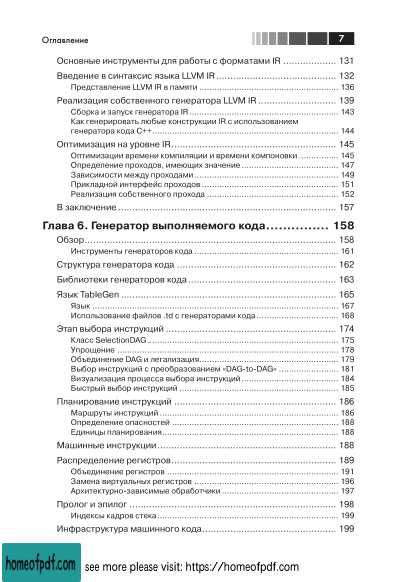 Оглавление 7
Основные инструменты для работы с форматами IR .................. 131
Введение в синтаксис языка LLVM IR ......................................... 132
Представление LLVM IR в памяти ........................................................... 136
Реализация собственного генератора LLVM IR .......................... 139
Сборка и запуск генератора IR ................................................................ 143
Как генерировать любые конструкции IR с использованием
генератора кода C++................................................................................ 144
Оптимизация на уровне IR......................................................... 145
Оптимизации времени компиляции и времени компоновки ................ 145
Определение проходов, имеющих значение ......................................... 147
Зависимости между проходами.............................................................. 149
Прикладной интерфейс проходов ........................................................... 151
Реализация собственного прохода ......................................................... 152
В заключение ............................................................................ 157
Глава 6. Генератор выполняемого кода............... 158
Обзор......................................................................................... 158
Инструменты генераторов кода .............................................................. 161
Структура генератора кода ....................................................... 162
Библиотеки генераторов кода ................................................... 163
Язык TableGen ........................................................................... 165
Язык ......................................................................................................... 167
Использование файлов .td с генераторами кода .................................... 168
Этап выбора инструкций ........................................................... 174
Класс SelectionDAG.................................................................................. 175
Упрощение ............................................................................................... 178
Объединение DAG и легализация............................................................ 179
Выбор инструкций с преобразованием «DAG-to-DAG» .......................... 181
Визуализация процесса выбора инструкций.......................................... 184
Быстрый выбор инструкций .................................................................... 185
Планирование инструкций ........................................................ 186
Маршруты инструкций............................................................................. 186
Определение опасностей ........................................................................ 188
Единицы планирования............................................................................ 188
Машинные инструкции.............................................................. 188
Распределение регистров......................................................... 189
Объединение регистров .......................................................................... 191
Замена виртуальных регистров .............................................................. 196
Архитектурно-зависимые обработчики .................................................. 197
Пролог и эпилог ......................................................................... 198
Индексы кадров стека.............................................................................. 199
Инфраструктура машинного кода.............................................. 199
homeofpdf.com see more please visit: https://homeofpdf.com